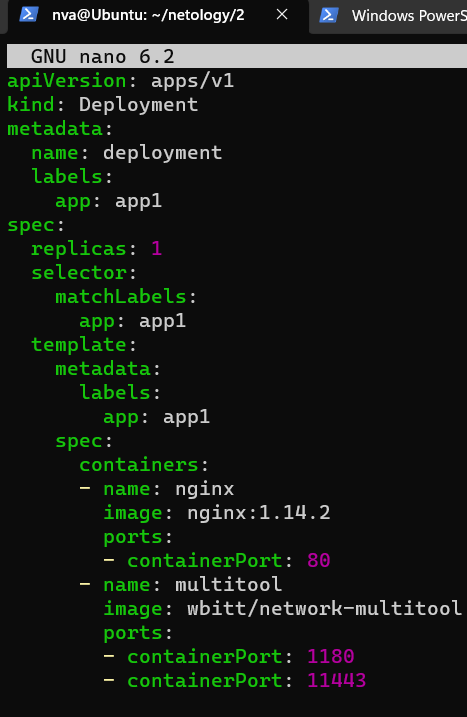 nva@Ubuntu: ~/netology/2
Windows PowerS
GNU nano 6.2
apiVersion: apps/v1
kind: Deployment
metadata:
  name: deployment
  labels:
    app: app1
spec:
  replicas: 1
  selector:
    matchLabels:
      app: app1
  template:
    metadata:
      labels:
        app: app1
    spec:
      containers:
      - name: nginx
        image: nginx:1.14.2
        ports:
        - containerPort: 80
      - name: multitool
        image: wbitt/network-multitool
        ports:
        - containerPort: 1180
        - containerPort: 11443